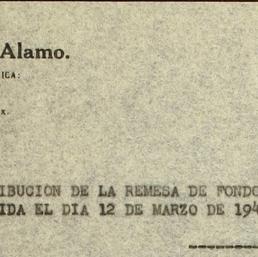 Alamo.
ICA:
x.
IBUCION DE LA REMESA DE FONDO
IDA EL DIA 12 DE MARZO DE 194